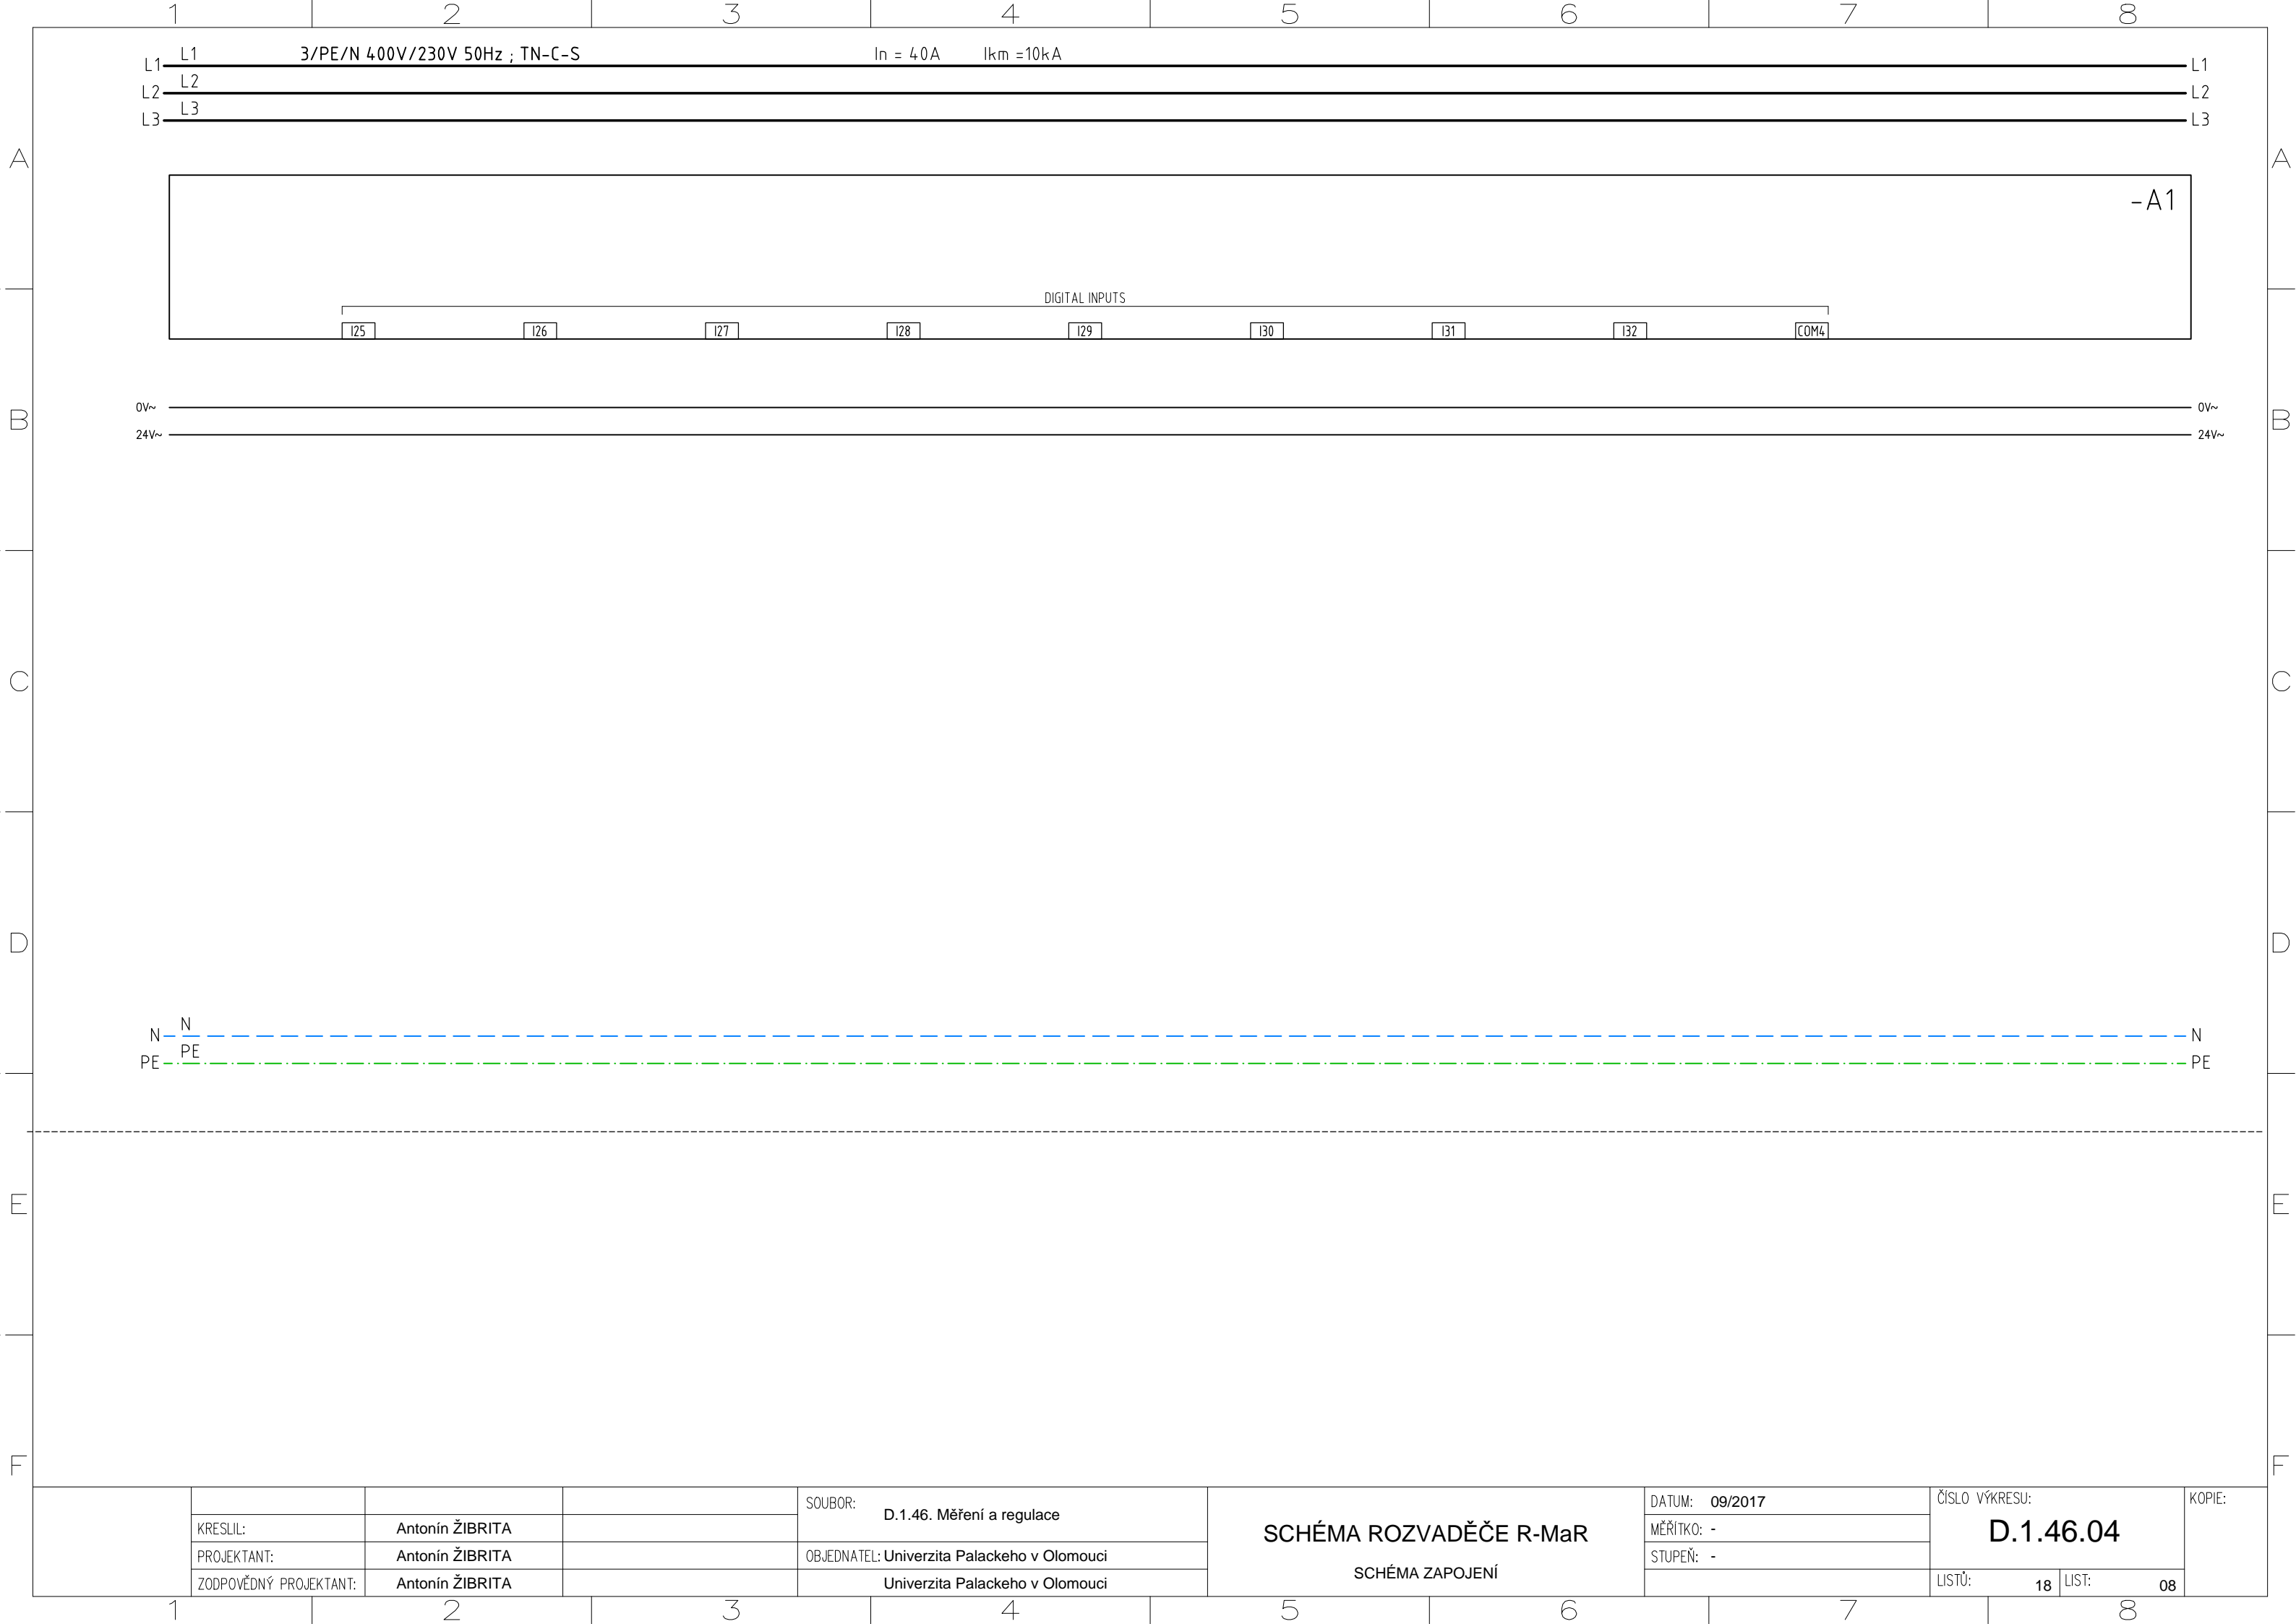 1 2 3 4 5 6 7 8
L1 3/PE/N 400V/230V 50Hz ; TN-C-S In = 40A Ikm =10kA
L1 L1
L2
L2 L2
L3
L3 L3
A A
-A1
DIGITAL INPUTS
I25 I26 I27 I28 I29 I30 I31 I32 COM4
0V~ 0V~
B B
24V~ 24V~
C C
D D
N
N N
PE
PE PE
E E
F F
SOUBOR: D.1.46. Měření a regulace
KRESLIL: Antonín ŽIBRITA
PROJEKTANT: Antonín ŽIBRITA
ZODPOVĚDNÝ PROJEKTANT: Antonín ŽIBRITA
OBJEDNATEL: Univerzita Palackeho v Olomouci
Univerzita Palackeho v Olomouci
SCHÉMA ROZVADĚČE R-MaR
SCHÉMA ZAPOJENÍ
DATUM: 09/2017
MĚŘÍTKO: -
STUPEŇ: -
ČÍSLO VÝKRESU:
D.1.46.04
LISTŮ: 18 LIST: 08
KOPIE:
1 2 3 4 5 6 7 8